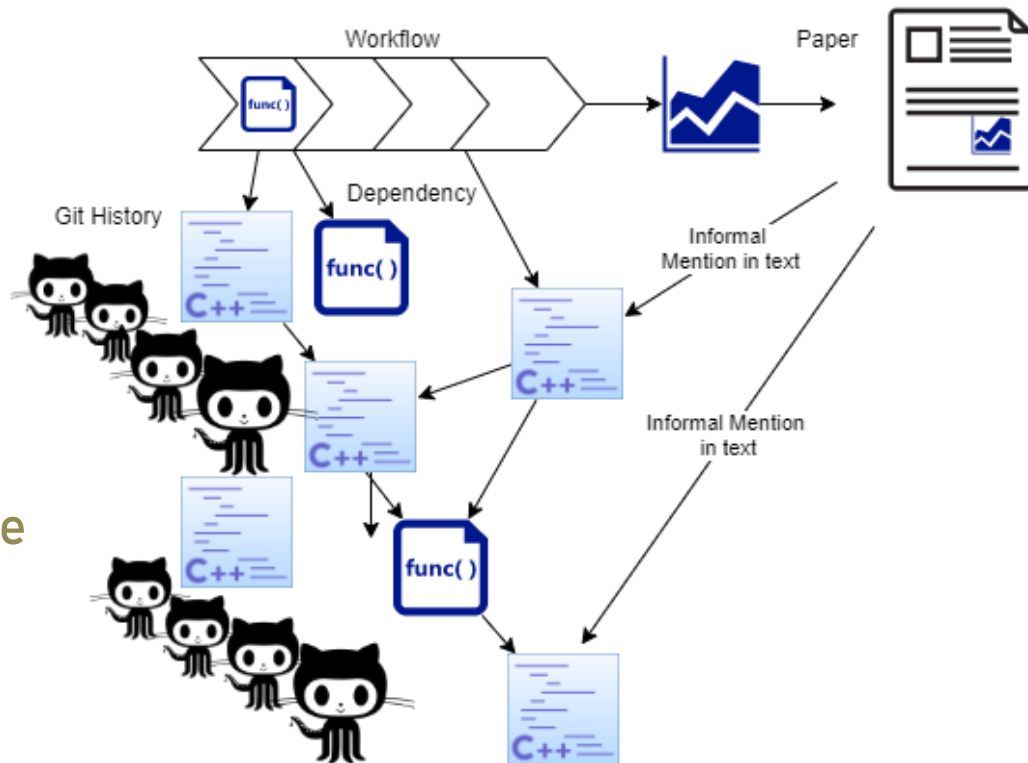 Workflow
Paper
func( )
Dependency
Git History
func( )
C++
Informal
Mention in text
C++
C++
Informal Mention
in text
e
C++
func( )
C++